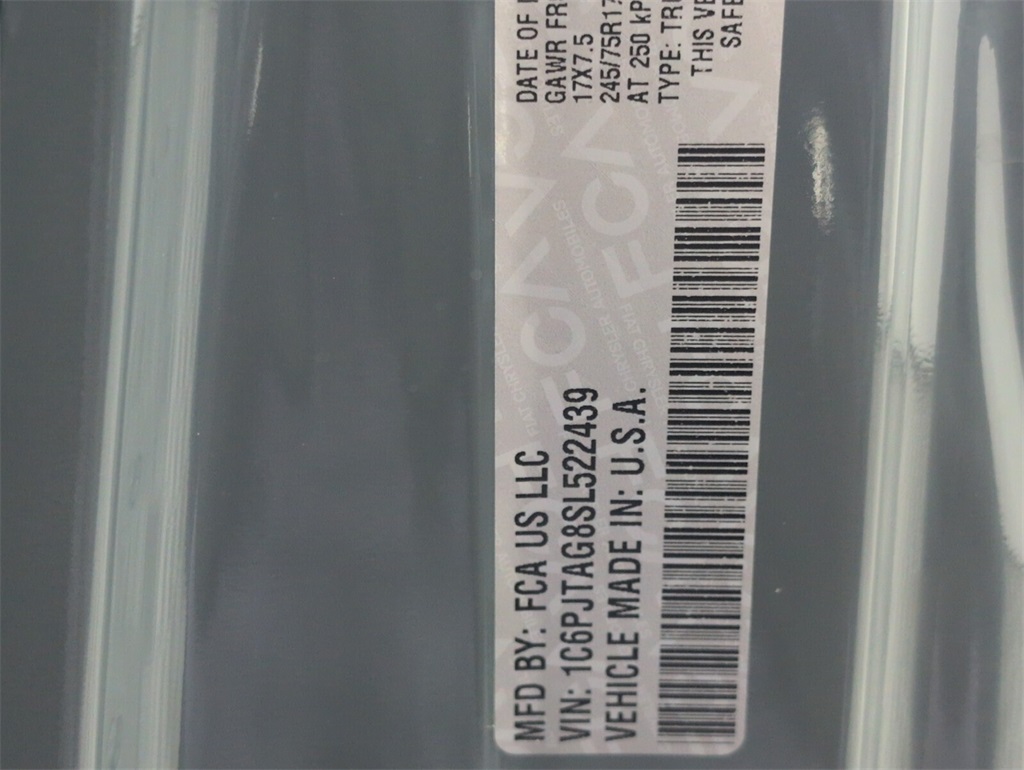 MFD BY: FCA US LLC
VIN: 1C6PJTAG8SL522439
VEHICLE MADE IN: U.S.A.
DATE OF
GAWR FR
17X7.5
245/75R17
AT 250 kP
TYPE: TR
THIS VE
SAFE
FCA